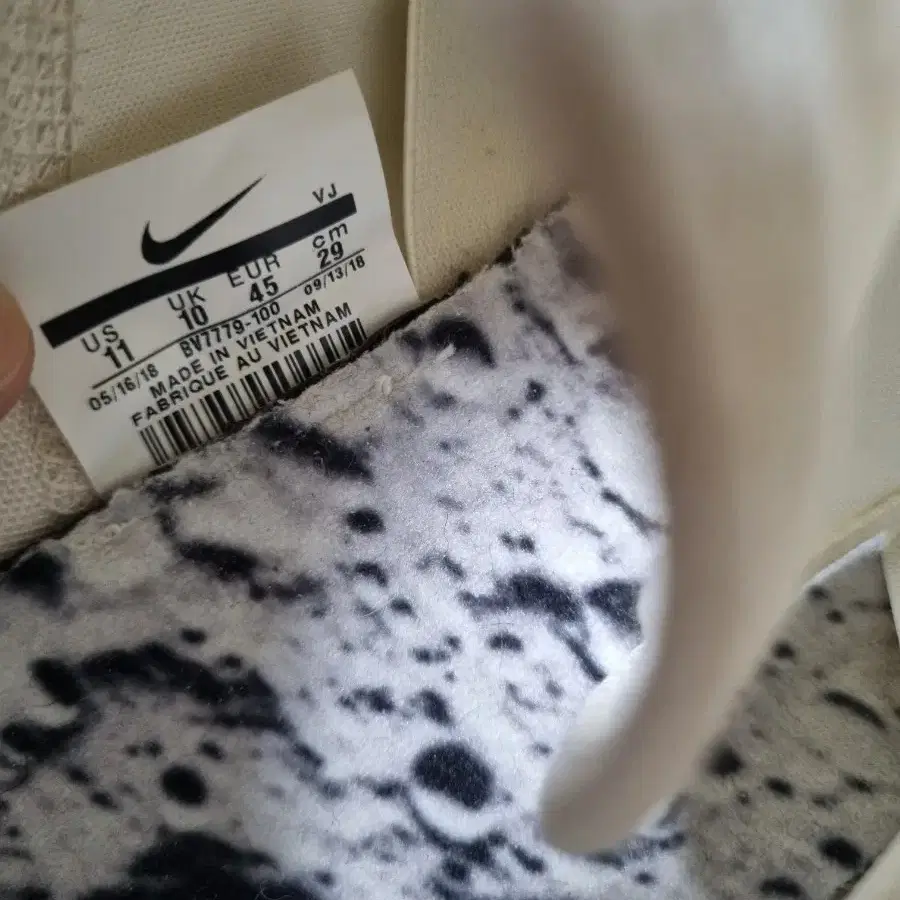 VJ
US UK EUR cm
11 10 45 29
05/16/18 BV7779-100 09/13/18
MADE IN VIETNAM
FABRIQUE AU VIETNAM